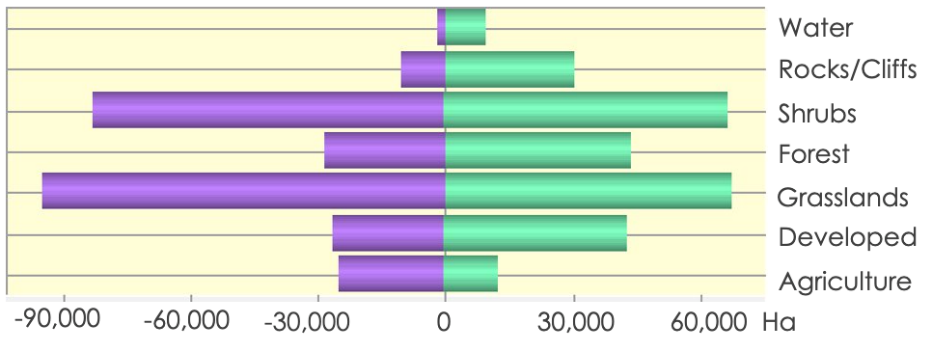 Water
Rocks/Cliffs
Shrubs
Forest
Grasslands
Developed
Agriculture
-90,000 -60,000 -30,000 0 30,000 60,000 Ha